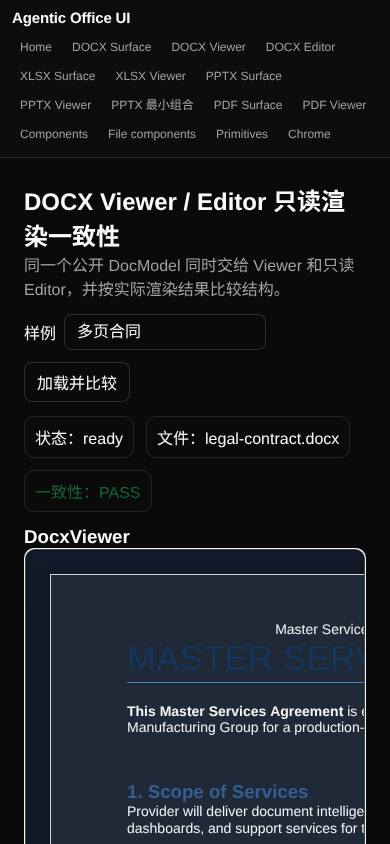 Agentic Office UI
Home DOCX Surface DOCX Viewer DOCX Editor
XLSX Surface XLSX Viewer PPTX Surface
PPTX Viewer PPTX 最小组合 PDF Surface PDF Viewer
Components File components Primitives Chrome
DOCX Viewer / Editor 只读渲
染一致性
同一个公开 DocModel 同时交给 Viewer 和只读
Editor，并按实际渲染结果比较结构。
样例 多页合同
加载并比较
状态：ready 文件：legal-contract.docx
一致性：PASS
DocxViewer
Master Service
MASTER SERV
This Master Services Agreement is e
Manufacturing Group for a production-
1. Scope of Services
Provider will deliver document intellige
dashboards, and support services for t